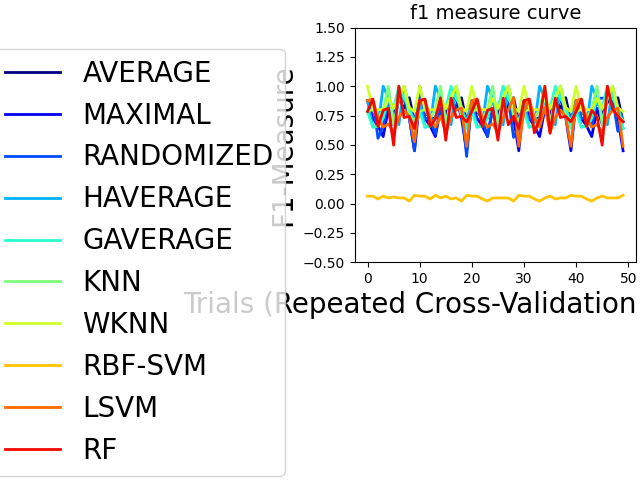 f1 measure curve
AVERAGE
MAXIMAL
RANDOMIZED
HAVERAGE
GAVERAGE
KNN
WKNN
RBF-SVM
LSVM
RF
F1-Measure
1.50
1.25
1.00
0.75
0.50
0.25
0.00
−0.25
−0.50
0 10 20 30 40 50
Trials (Repeated Cross-Validation